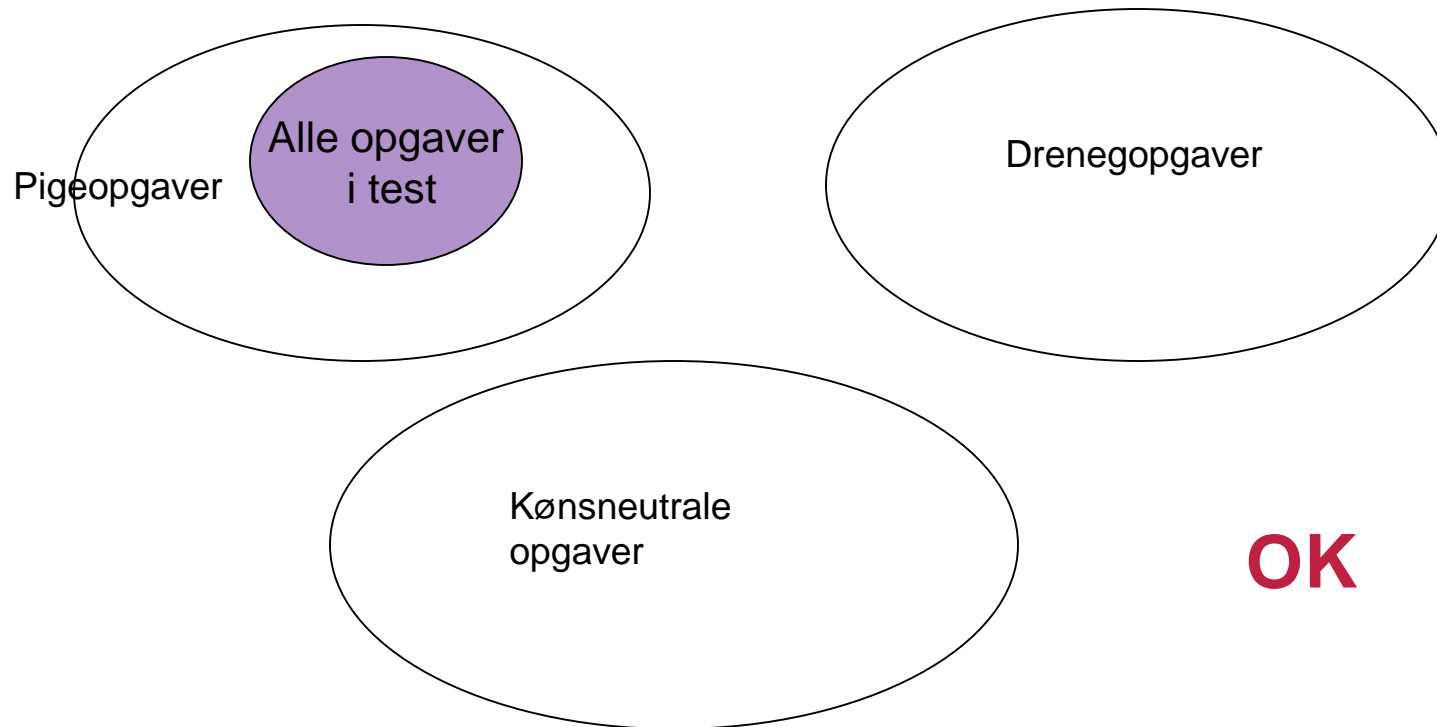 Alle opgaver
i test
Pigeopgaver
Drenegopgaver
Kønsneutrale
opgaver
OK